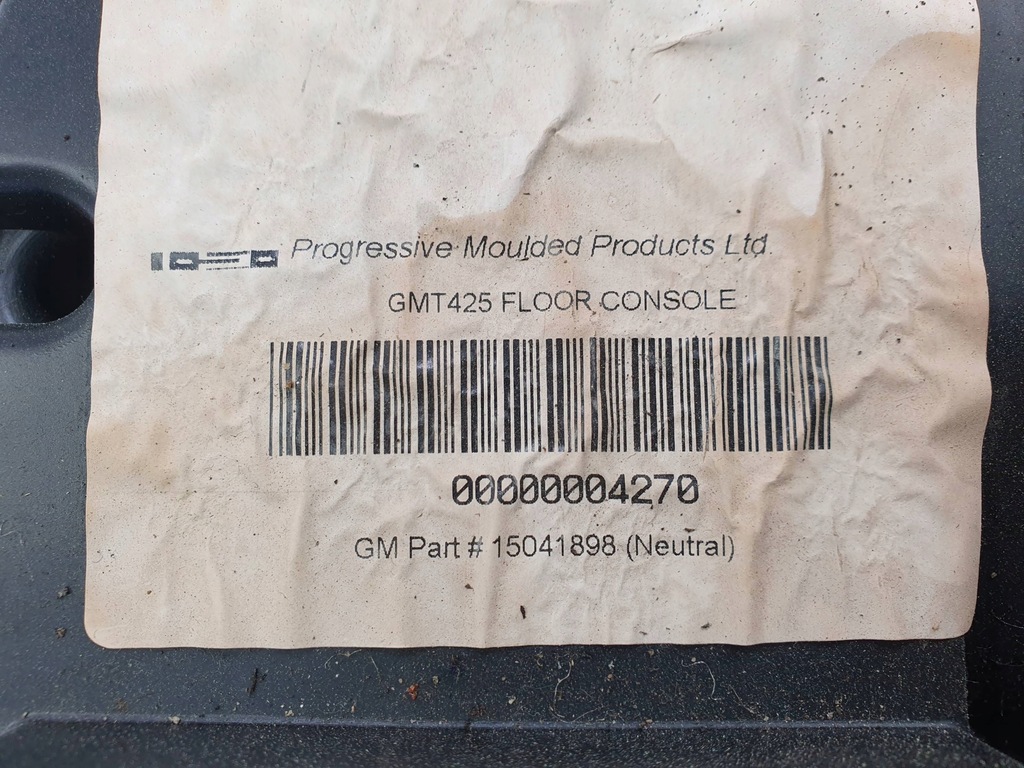 Progressive Moulded Products Ltd.
GMT425 FLOOR CONSOLE
00000004270
GM Part # 15041898 (Neutral)